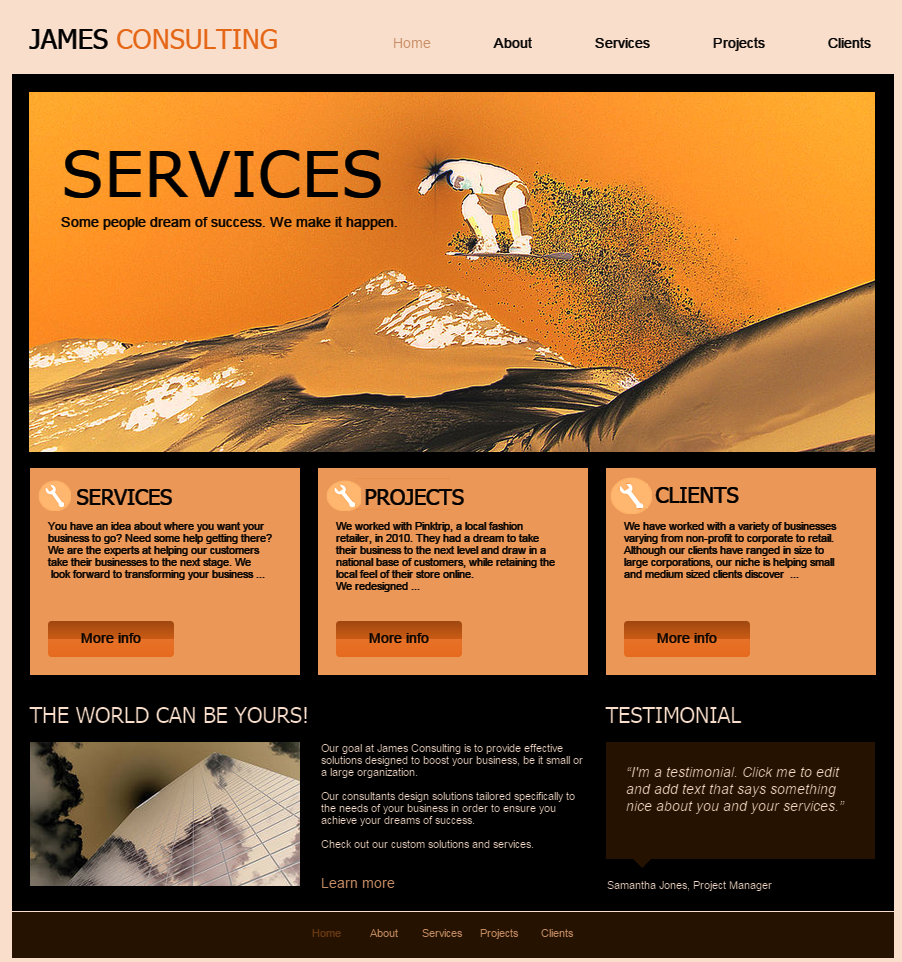 JAMES CONSULTING
Home About Services Projects Clients
SERVICES
Some people dream of success. We make it happen.
SERVICES
You have an idea about where you want your
business to go? Need some help getting there?
We are the experts at helping our customers
take their businesses to the next stage. We
look forward to transforming your business ...
More info
PROJECTS
We worked with Pinktrip, a local fashion
retailer, in 2010. They had a dream to take
their business to the next level and draw in a
national base of customers, while retaining the
local feel of their store online.
We redesigned ...
More info
CLIENTS
We have worked with a variety of businesses
varying from non-profit to corporate to retail.
Although our clients have ranged in size to
large corporations, our niche is helping small
and medium sized clients discover ...
More info
THE WORLD CAN BE YOURS!
Our goal at James Consulting is to provide effective
solutions designed to boost your business, be it small or
a large organization.
Our consultants design solutions tailored specifically to
the needs of your business in order to ensure you
achieve your dreams of success.
Check out our custom solutions and services.
Learn more
TESTIMONIAL
“I'm a testimonial. Click me to edit
and add text that says something
nice about you and your services.”
Samantha Jones, Project Manager
Home About Services Projects Clients